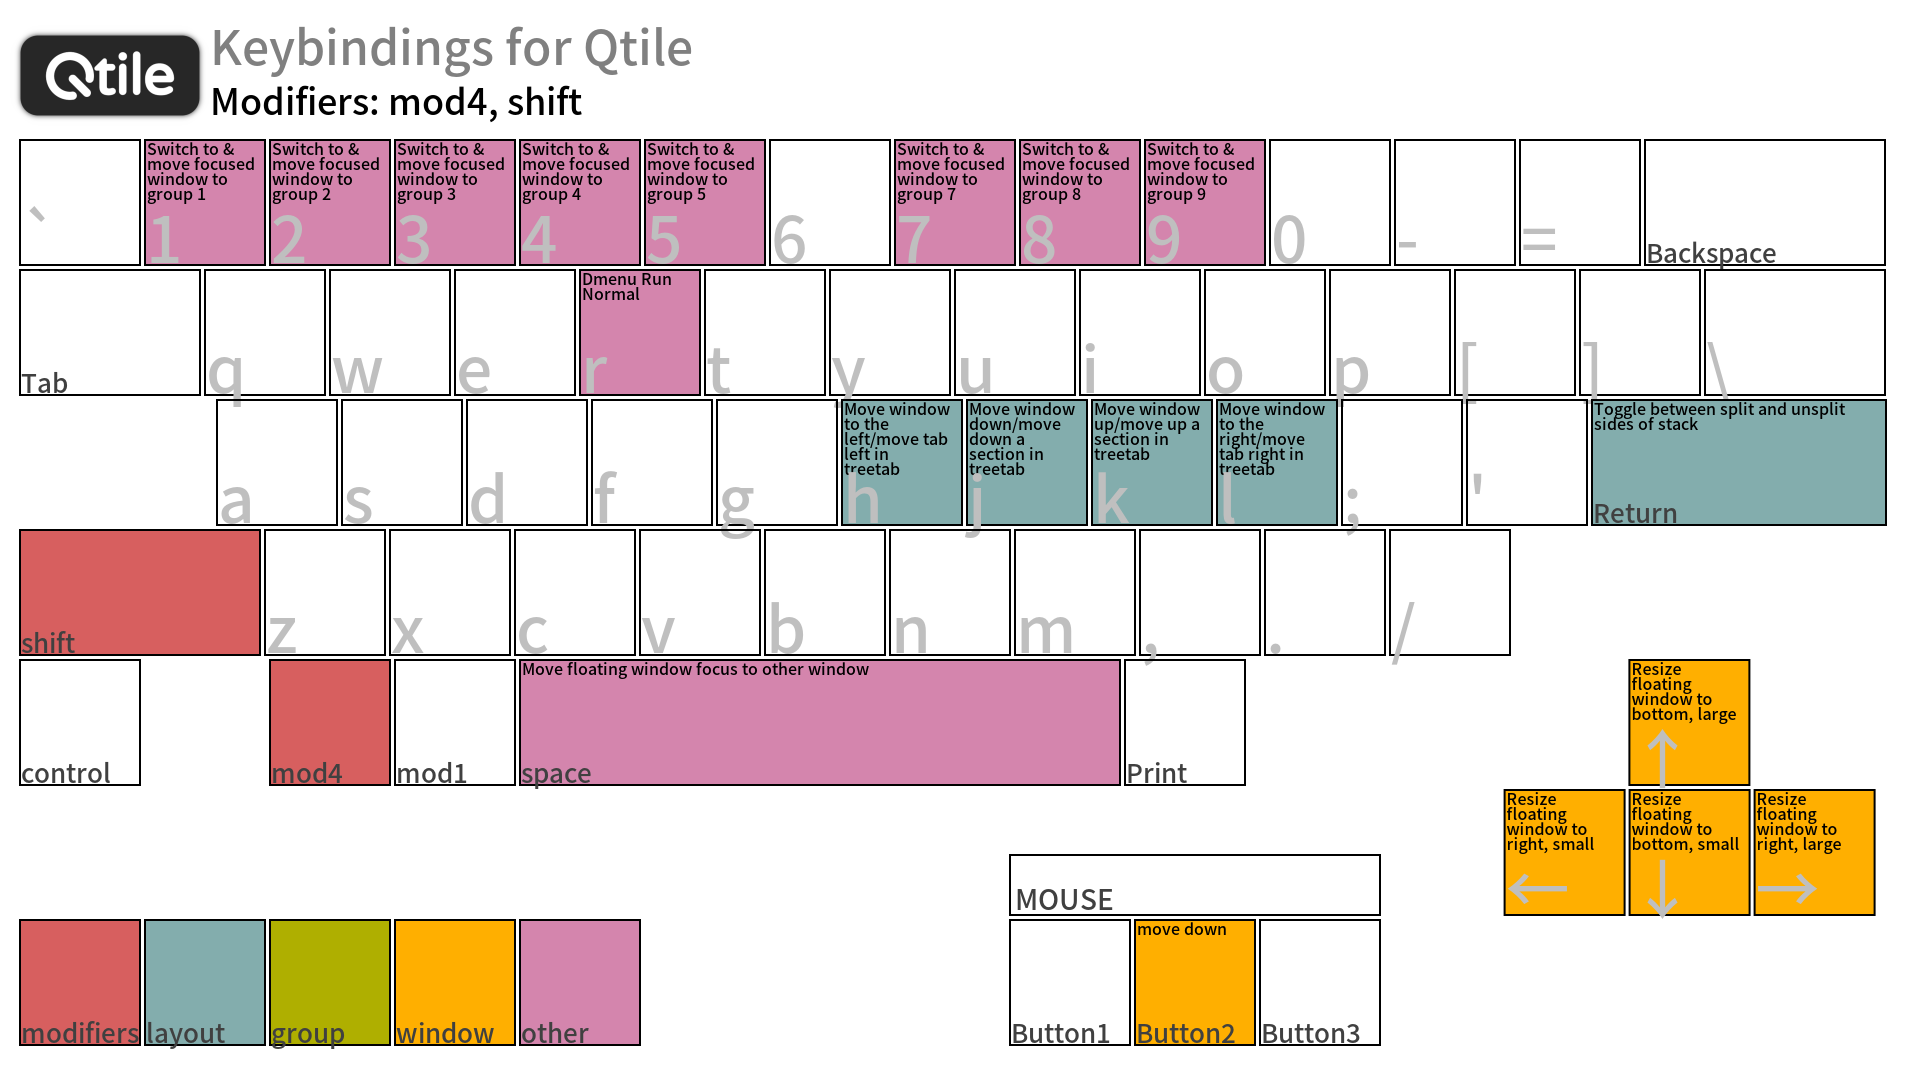 Qtile
Keybindings for Qtile
Modifiers: mod4, shift
`
Switch to &
move focused
window to
group 1
1
Switch to &
move focused
window to
group 2
2
Switch to &
move focused
window to
group 3
3
Switch to &
move focused
window to
group 4
4
Switch to &
move focused
window to
group 5
5
6
Switch to &
move focused
window to
group 7
7
Switch to &
move focused
window to
group 8
8
Switch to &
move focused
window to
group 9
9
0
-
=
Backspace
Tab
q
w
e
Dmenu Run
Normal
r
t
y
u
i
o
p
[
]
\
a
s
d
f
g
Move window
to the
left/move tab
left in
treetab
h
Move window
down/move
down a
section in
treetab
j
Move window
up/move up a
section in
treetab
k
Move window
to the
right/move
tab right in
treetab
l
;
'
Toggle between split and unsplit
sides of stack
Return
shift
z
x
c
v
b
n
m
,
.
/
control
mod4
mod1
Move floating window focus to other window
space
Print
Resize
floating
window to
bottom, large
↑
Resize
floating
window to
right, small
←
Resize
floating
window to
bottom, small
↓
Resize
floating
window to
right, large
→
MOUSE
modifiers
layout
group
window
other
Button1
move down
Button2
Button3